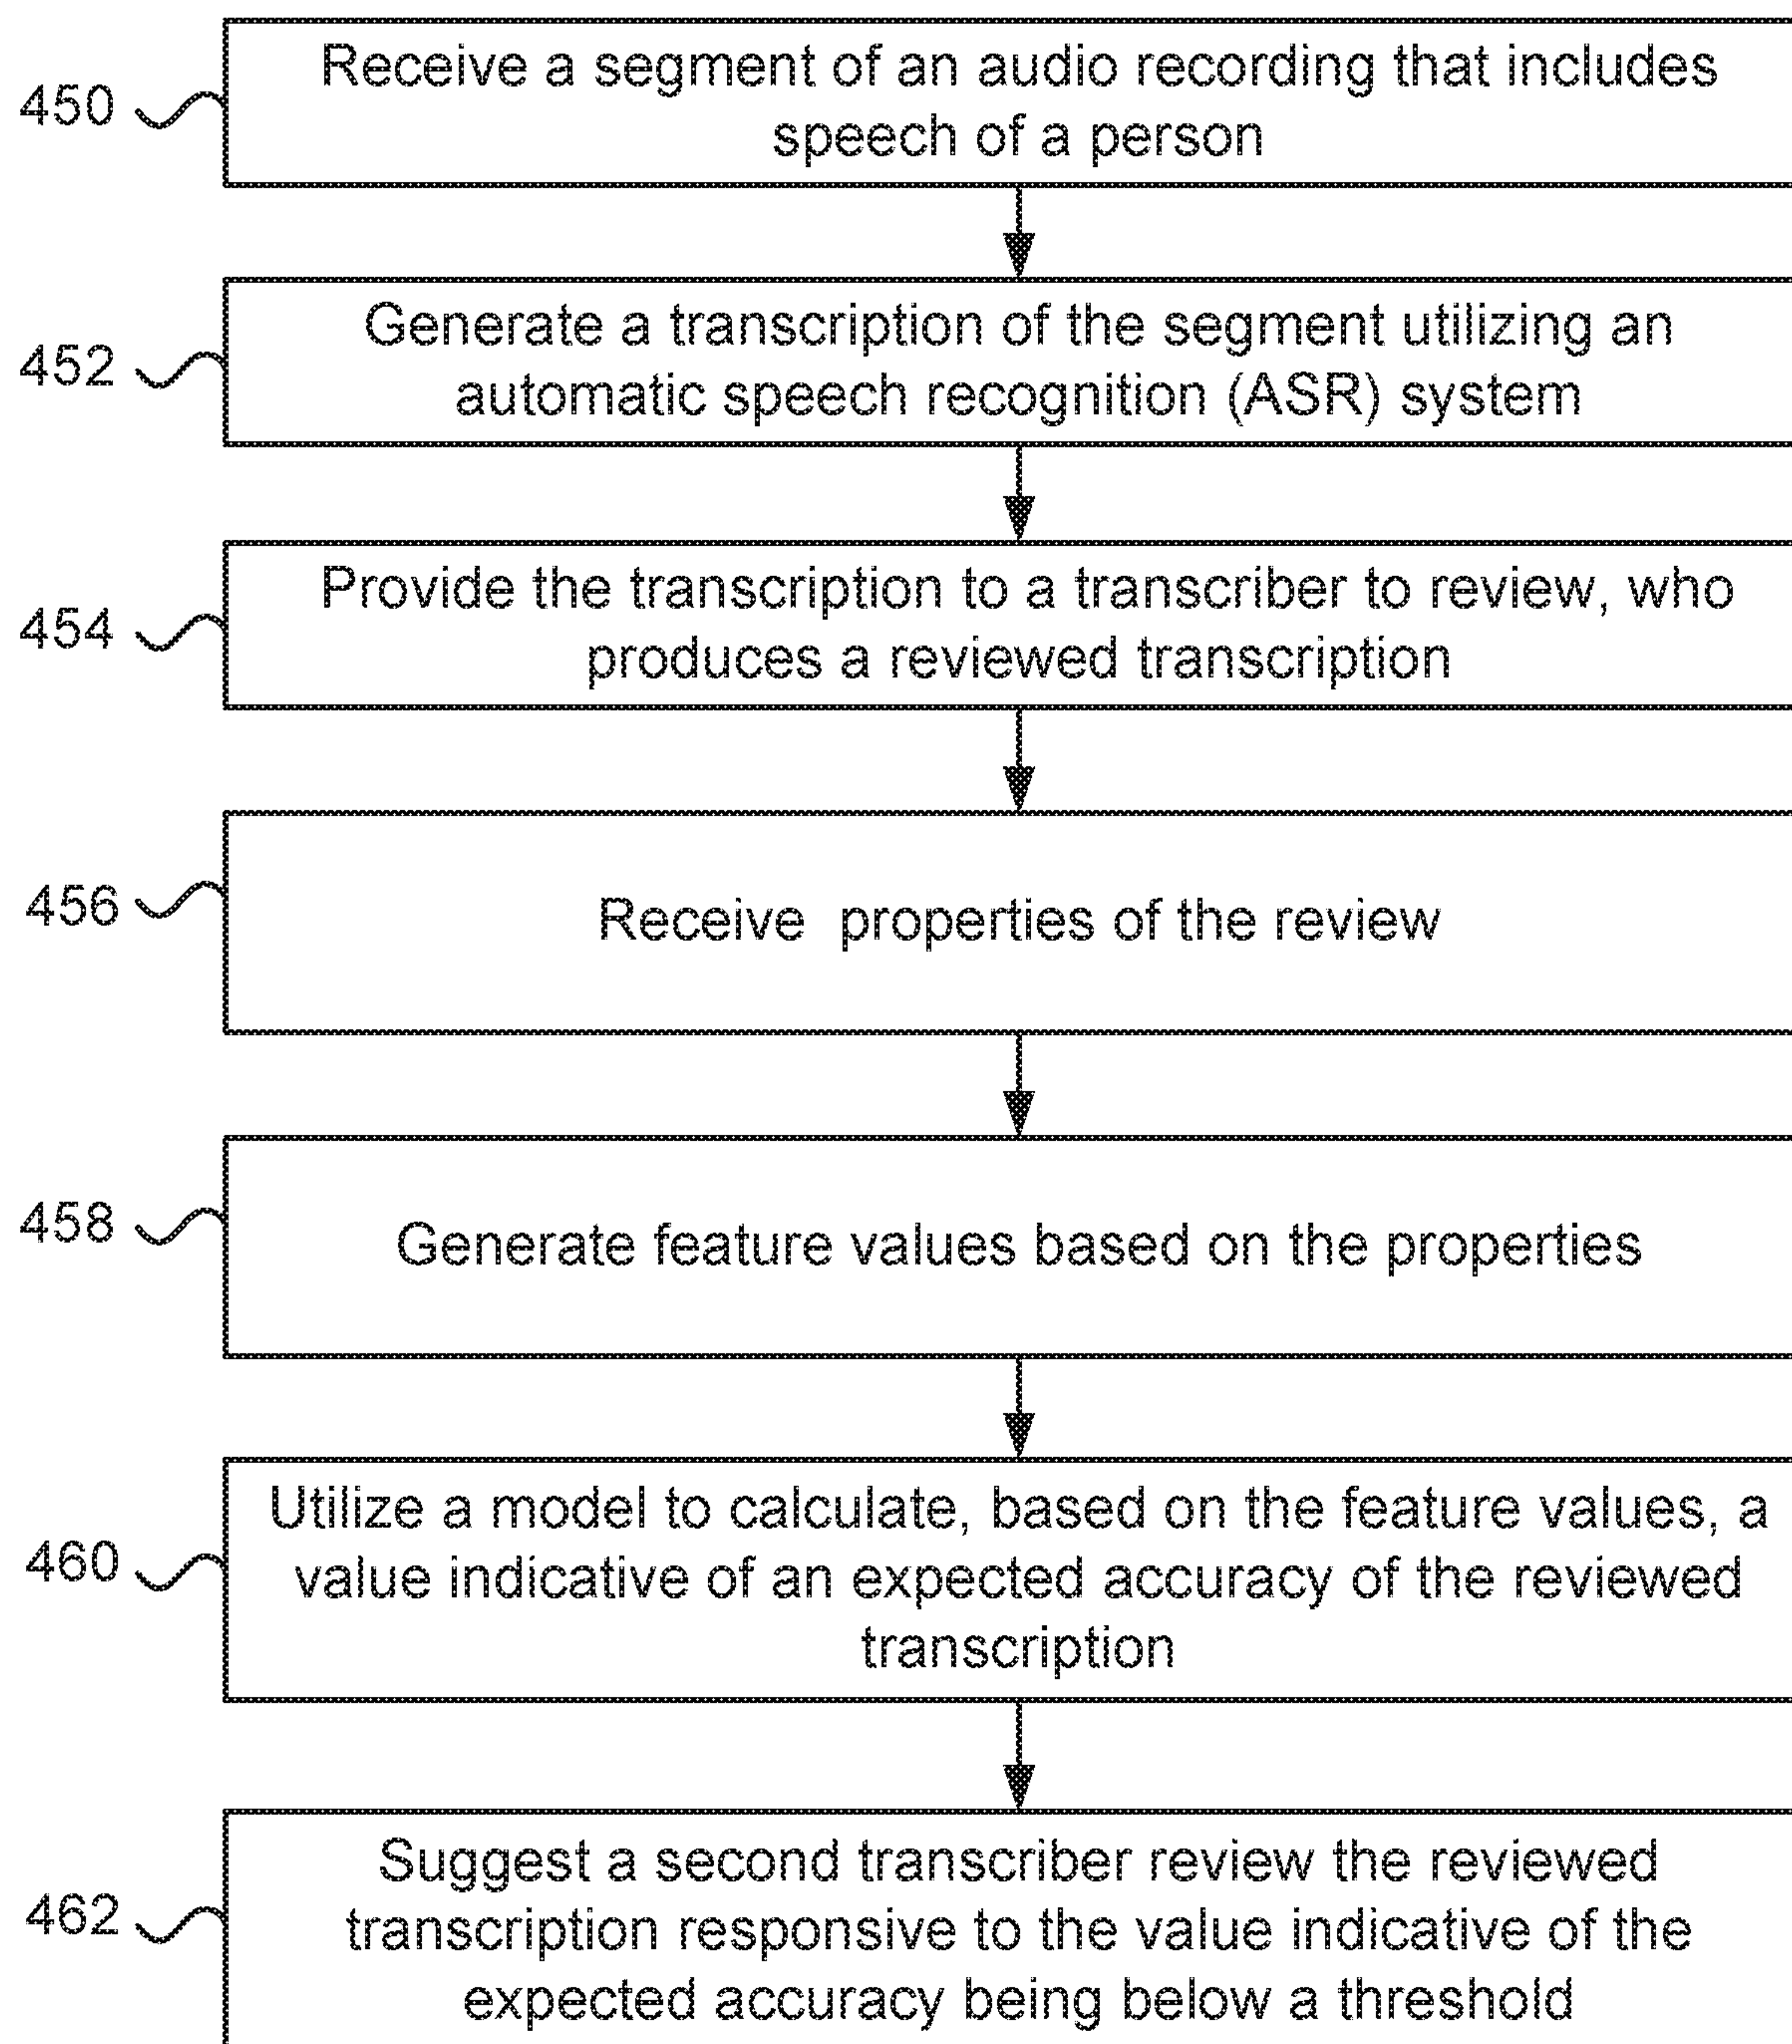 450
Receive a segment of an audio recording that includes
speech of a person
452
Generate a transcription of the segment utilizing an
automatic speech recognition (ASR) system
454
Provide the transcription to a transcriber to review, who
produces a reviewed transcription
456
Receive properties of the review
458
Generate feature values based on the properties
460
Utilize a model to calculate, based on the feature values, a
value indicative of an expected accuracy of the reviewed
transcription
462
Suggest a second transcriber review the reviewed
transcription responsive to the value indicative of the
expected accuracy being below a threshold